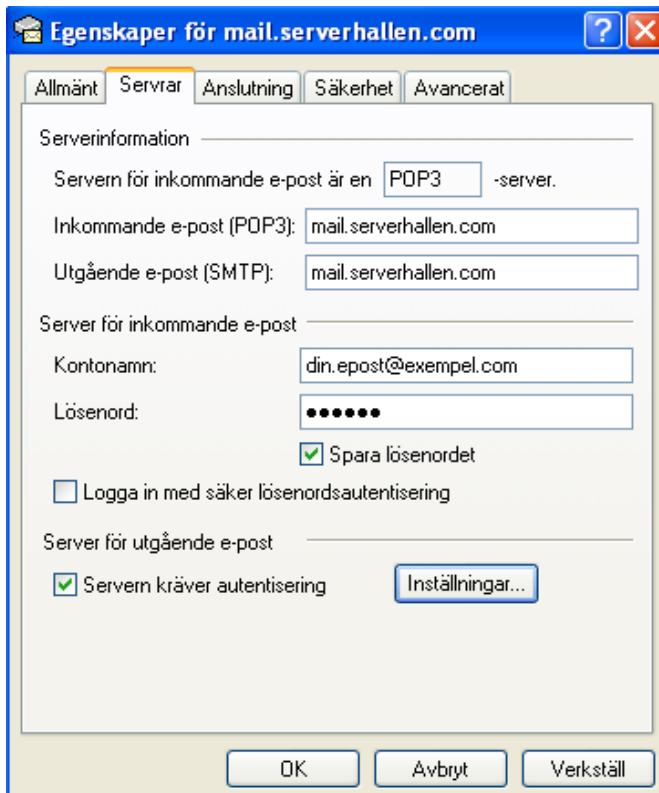 Egenskaper för mail.serverhallen.com
Allmänt Servrar Anslutning Säkerhet Avancerat
Serverinformation
Servern för inkommande e-post är en POP3 -server.
Inkommande e-post (POP3): mail.serverhallen.com
Utgående e-post (SMTP): mail.serverhallen.com
Server för inkommande e-post
Kontonamn: din.epost@exempel.com
Lösenord: ●●●●●●
Spara lösenordet
Logga in med säker lösenordsautentisering
Server för utgående e-post
Servern kräver autentisering Inställningar...
OK Avbryt Verkställ